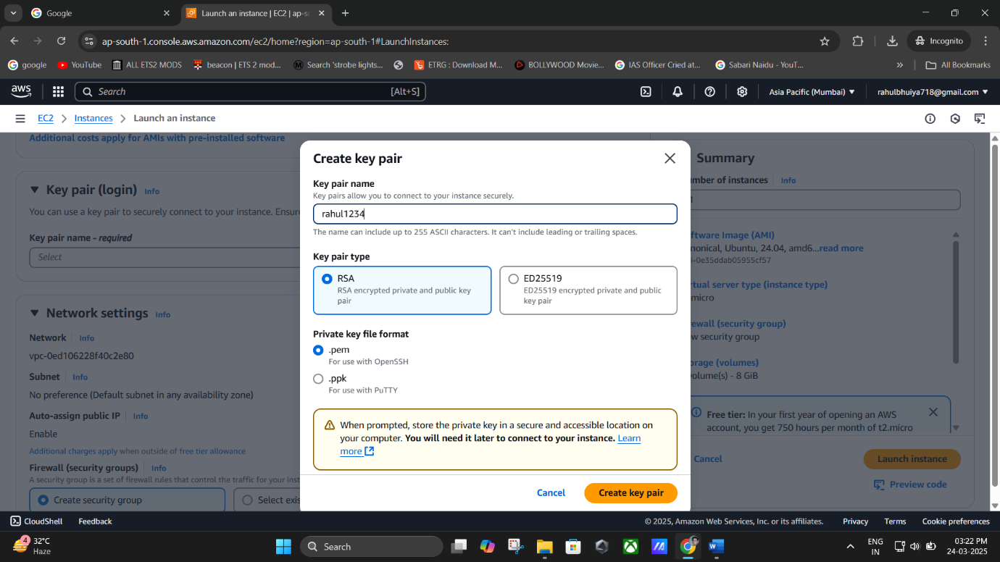 Google
Launch an instance | EC2 | ap-so
ap-south-1.console.aws.amazon.com/ec2/home?region=ap-south-1#LaunchInstances:
Incognito
google
YouTube
ALL ETS2 MODS
beacon | ETS 2 mod...
Search 'strobe lights...
ETRG : Download M...
BOLLYWOOD Movie...
IAS Officer Cried at...
Sabari Naidu - YouT...
All Bookmarks
aws
Search
[Alt+S]
Asia Pacific (Mumbai)
rahulbhuiya718@gmail.com
EC2
Instances
Launch an instance
Additional costs apply for AMIs with pre-installed software
Key pair (login)
Info
You can use a key pair to securely connect to your instance. Ensure
Key pair name - required
Select
Network settings
Info
Network
Info
vpc-0ed106228f40c2e80
Subnet
Info
No preference (Default subnet in any availability zone)
Auto-assign public IP
Info
Enable
Additional charges apply when outside of free tier allowance
Firewall (security groups)
Info
A security group is a set of firewall rules that control the traffic for your inst
Create security group
Select exis
Create key pair
Key pair name
Key pairs allow you to connect to your instance securely.
rahul1234
The name can include up to 255 ASCII characters. It can't include leading or trailing spaces.
Key pair type
RSA
RSA encrypted private and public key
pair
ED25519
ED25519 encrypted private and public
key pair
Private key file format
.pem
For use with OpenSSH
.ppk
For use with PuTTY
When prompted, store the private key in a secure and accessible location on
your computer. You will need it later to connect to your instance. Learn
more
Cancel
Create key pair
Summary
mber of instances
Info
1
ftware Image (AMI)
nonical, Ubuntu, 24.04, amd6...read more
i-0e35ddab05955cf57
rtual server type (instance type)
micro
ewall (security group)
w security group
orage (volumes)
volume(s) - 8 GiB
Free tier: In your first year of opening an AWS
account, you get 750 hours per month of t2.micro
Cancel
Launch instance
Preview code
CloudShell
Feedback
© 2025, Amazon Web Services, Inc. or its affiliates.
Privacy
Terms
Cookie preferences
4
32°C
Haze
Search
ENG
IN
03:22 PM
24-03-2025